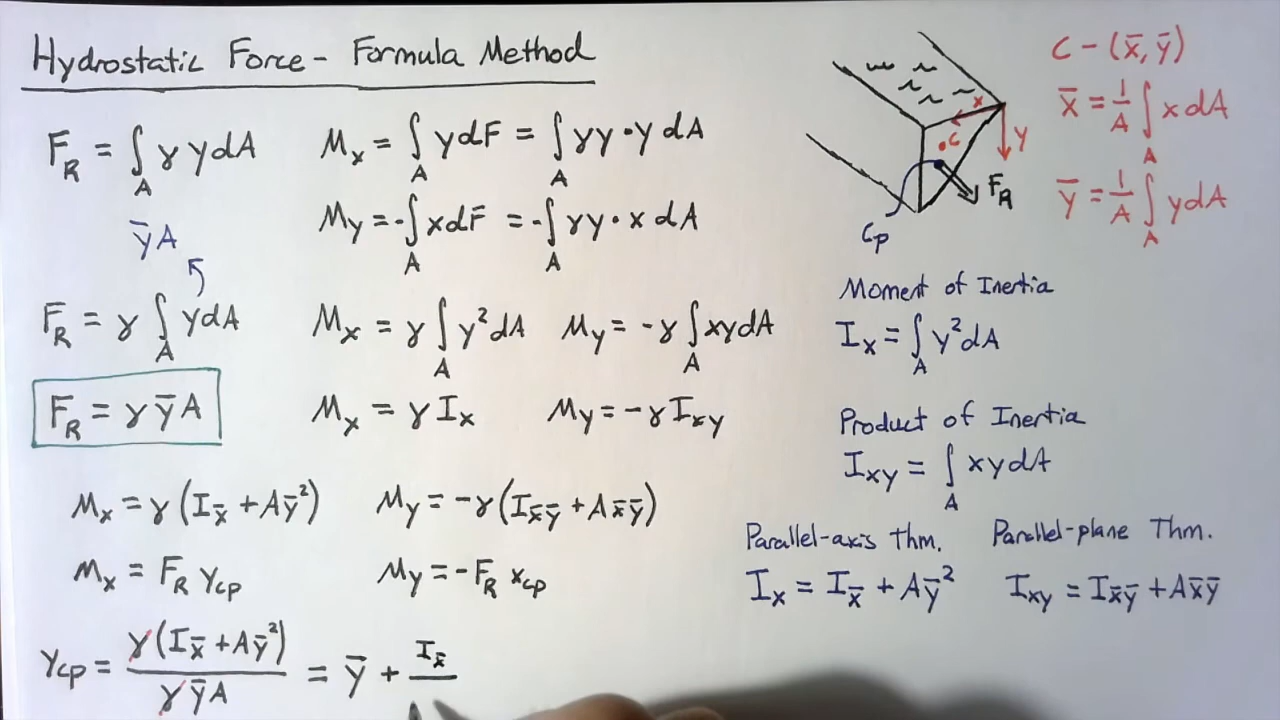 Hydrostatic Force - Formula Method
F_R = ∫_A γ y dA
ȳA
F_R = γ ∫_A y dA
F_R = γ ȳ A
M_x = ∫_A y dF = ∫_A γy · y dA
M_y = -∫_A x dF = -∫_A γy · x dA
M_x = γ ∫_A y² dA   M_y = -γ ∫_A xy dA
M_x = γ I_x   M_y = -γ I_xy
M_x = γ (I_x̄ + Aȳ²)   M_y = -γ (I_x̄ȳ + Ax̄ȳ)
M_x = F_R y_cp   M_y = -F_R x_cp
y_cp = γ(I_x̄ + Aȳ²) / γ ȳ A = ȳ + I_x̄ /
x
C
y
F_R
Cp
C - (x̄, ȳ)
x̄ = 1/A ∫_A x dA
ȳ = 1/A ∫_A y dA
Moment of Inertia
I_x = ∫_A y² dA
Product of Inertia
I_xy = ∫_A xy dA
Parallel-axis Thm.
I_x = I_x̄ + Aȳ²
Parallel-plane Thm.
I_xy = I_x̄ȳ + Ax̄ȳ